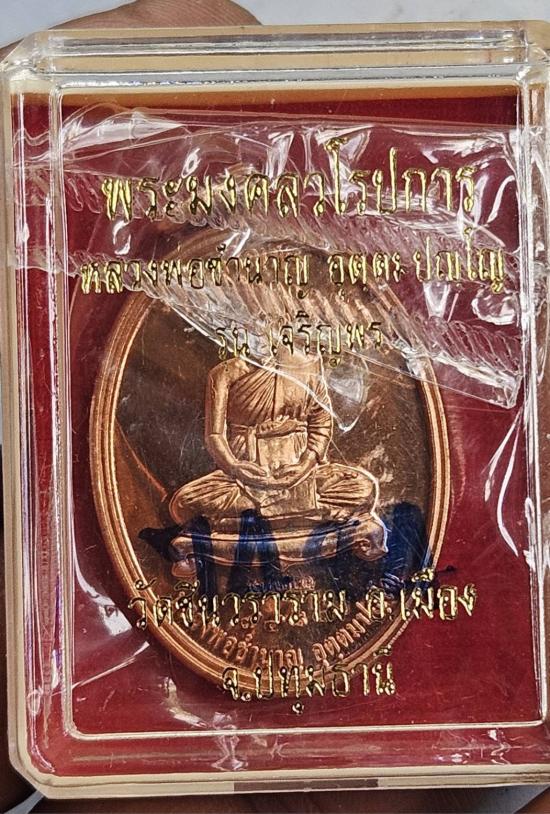 พระมงคลวโรปการ
หลวงพ่อชำนาญ อุตฺตมปญฺโญ
รุ่น เจริญพร
วัดชินวราราม อ.เมือง
จ.ปทุมธานี